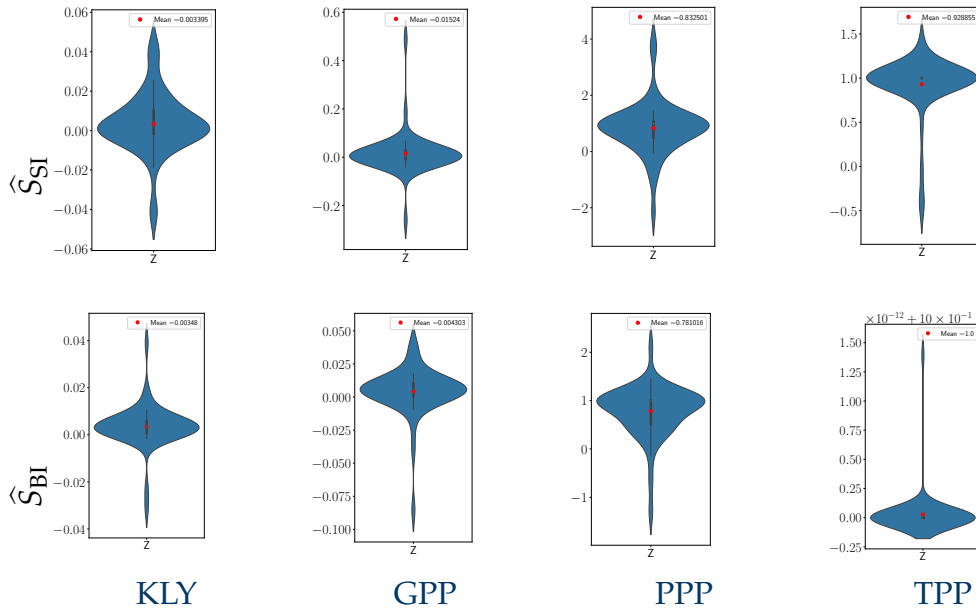 Mean −0.003395
0.06
0.04
0.02
0.00
−0.02
−0.04
−0.06
Z
Mean −0.01524
0.6
0.4
0.2
0.0
−0.2
Z
Mean −0.832501
4
2
0
−2
Z
Mean −0.928855
1.5
1.0
0.0
−0.5
Z
ŜSI
Mean −0.00348
0.04
0.02
0.00
−0.02
−0.04
Z
Mean −0.004303
0.050
0.025
0.000
−0.025
−0.050
−0.075
−0.100
Z
Mean −0.781016
2
1
0
−1
Z
×10−12 + 10 × 10−1
Mean −1.0
1.50
1.25
1.00
0.75
0.50
0.25
0.00
−0.25
Z
ŜBI
KLY GPP PPP TPP